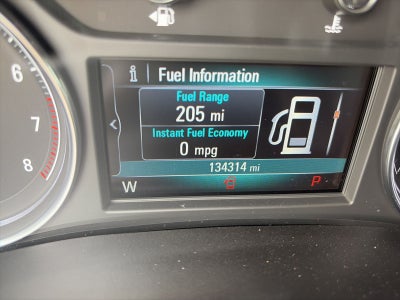 i Fuel Information
Fuel Range
205 mi
Instant Fuel Economy
0 mpg
134314 mi
W P
6
7
8